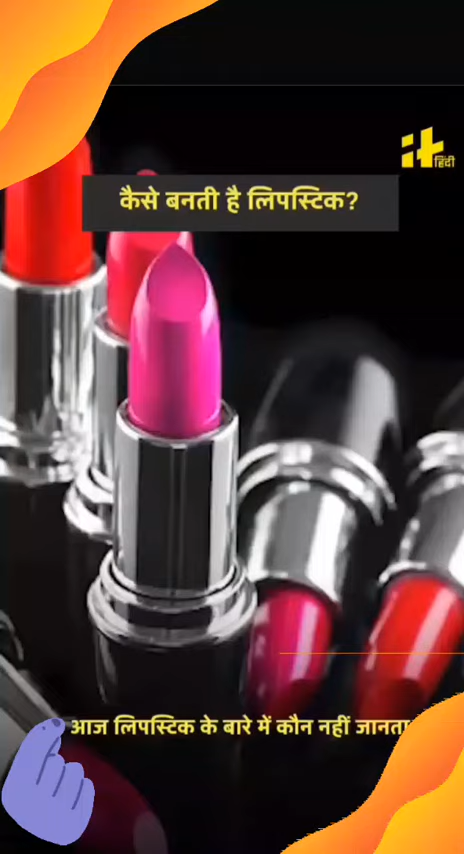 हिंदी
कैसे बनती है लिपस्टिक?
आज लिपस्टिक के बारे में कौन नहीं जानता